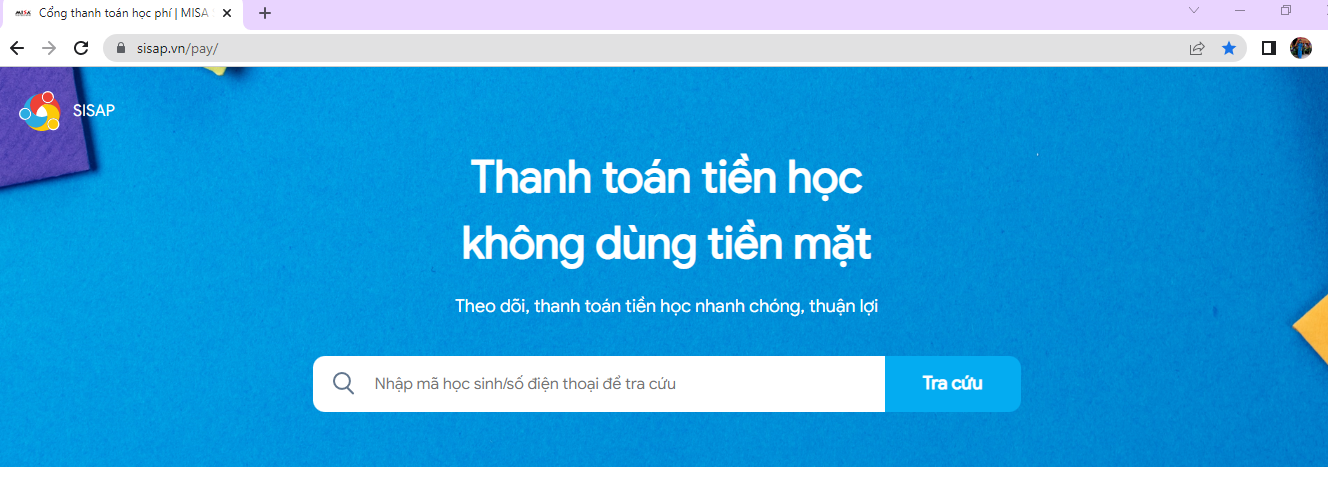 MISA Cổng thanh toán học phí | MISA
sisap.vn/pay/
SISAP
Thanh toán tiền học
không dùng tiền mặt
Theo dõi, thanh toán tiền học nhanh chóng, thuận lợi
Nhập mã học sinh/số điện thoại để tra cứu Tra cứu